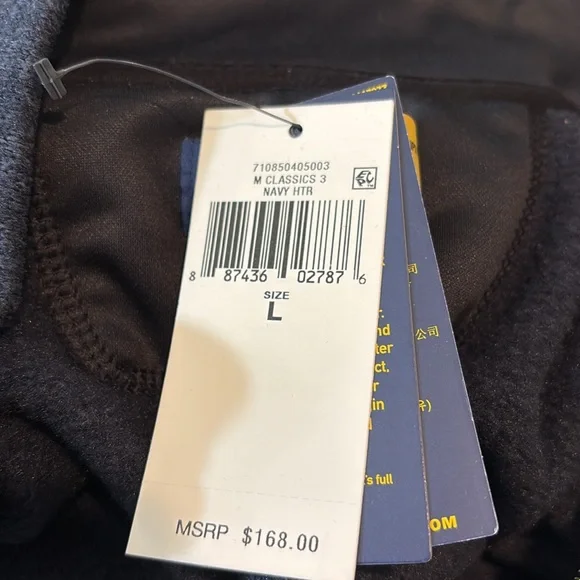 710850405003
M CLASSICS 3
NAVY HTR
8 87436 02787 6
SIZE
L
MSRP $168.00
司
公司
nd
ct,
in
's full
OM